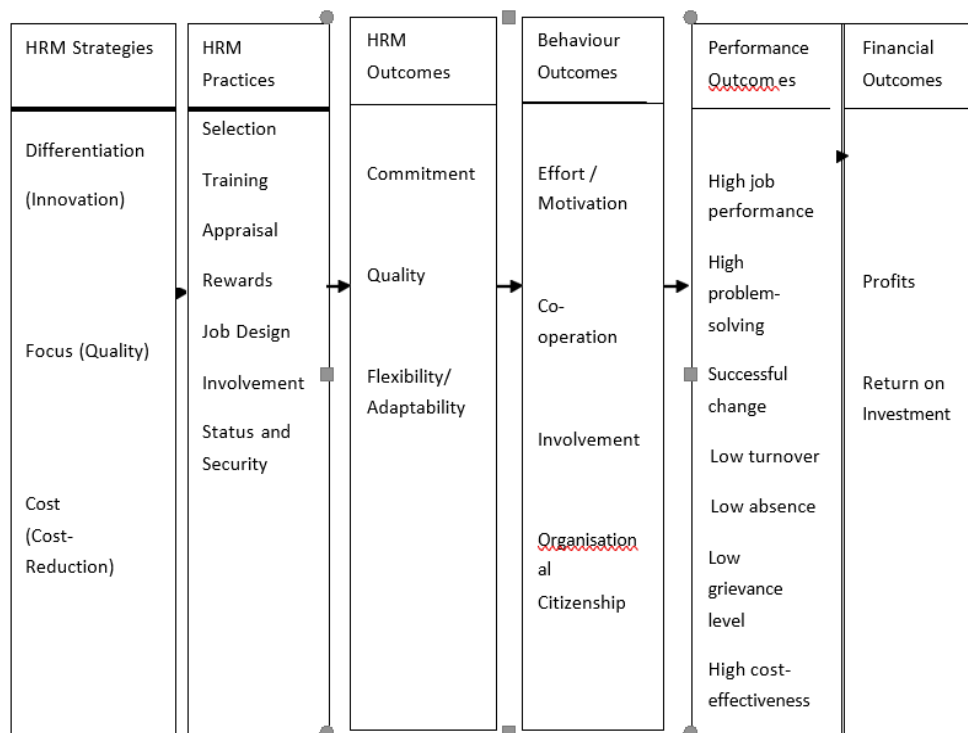 HRM Strategies
Differentiation
(Innovation)
Focus (Quality)
Cost
(Cost-
Reduction)
HRM
Practices
Selection
Training
Appraisal
Rewards
Job Design
Involvement
Status and
Security
HRM
Outcomes
Commitment
Quality
Flexibility/
Adaptability
Behaviour
Outcomes
Effort /
Motivation
Co-
operation
Involvement
Organisation
al
Citizenship
Performance
Outcomes
High job
performance
High
problem-
solving
Successful
change
Low turnover
Low absence
Low
grievance
level
High cost-
effectiveness
Financial
Outcomes
Profits
Return on
Investment